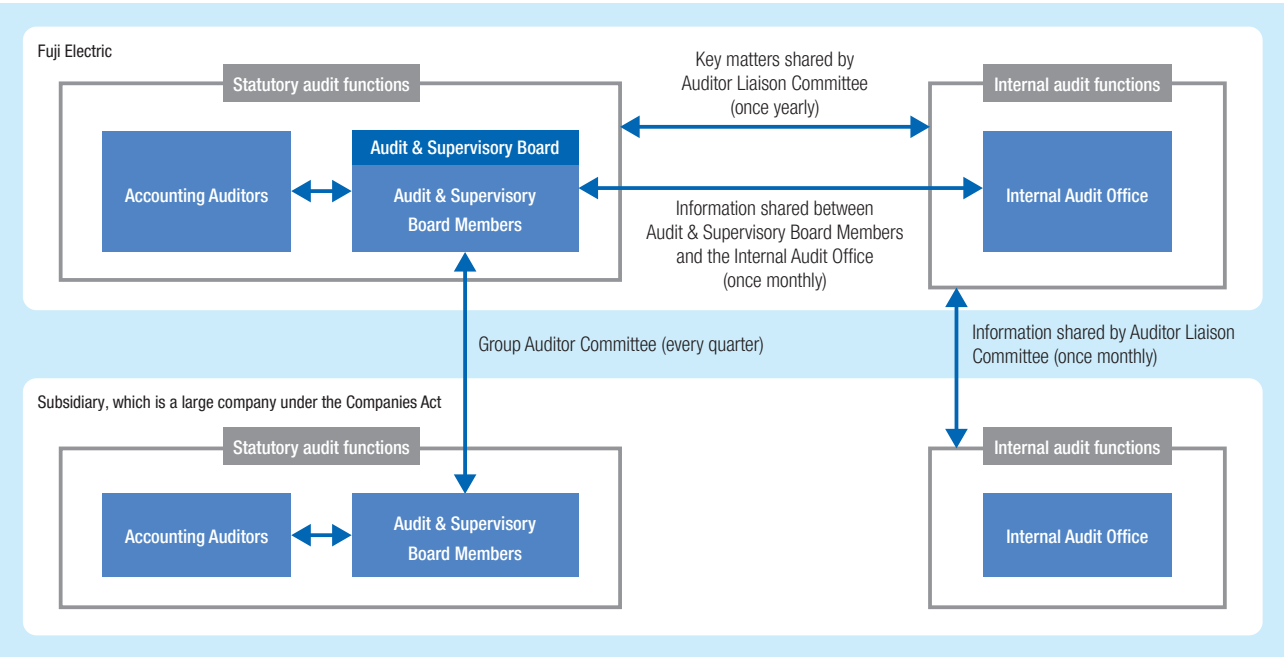 Fuji Electric
Statutory audit functions
Key matters shared by
Auditor Liaison Committee
(once yearly)
Internal audit functions
Accounting Auditors
Audit & Supervisory Board
Audit & Supervisory
Board Members
Information shared between
Audit & Supervisory Board Members
and the Internal Audit Office
(once monthly)
Internal Audit Office
Group Auditor Committee (every quarter)
Information shared by Auditor Liaison
Committee (once monthly)
Subsidiary, which is a large company under the Companies Act
Statutory audit functions
Internal audit functions
Accounting Auditors
Audit & Supervisory
Board Members
Internal Audit Office